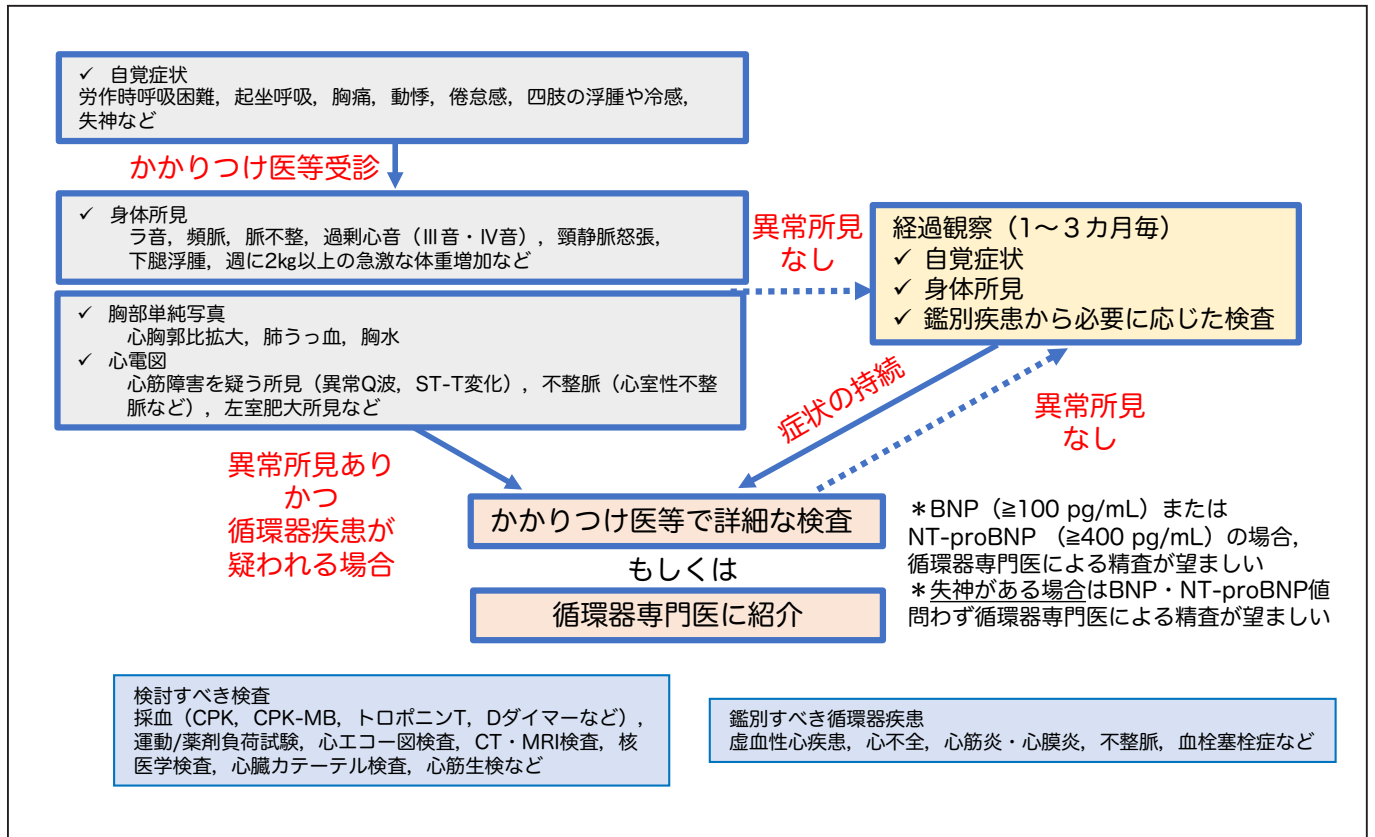 ✓ 自覚症状
労作時呼吸困難，起坐呼吸，胸痛，動悸，倦怠感，四肢の浮腫や冷感，
失神など
かかりつけ医等受診
✓ 身体所見
ラ音，頻脈，脈不整，過剰心音（Ⅲ音・Ⅳ音），頸静脈怒張，
下腿浮腫，週に2㎏以上の急激な体重増加など
✓ 胸部単純写真
心胸郭比拡大，肺うっ血，胸水
✓ 心電図
心筋障害を疑う所見（異常Q波，ST-T変化），不整脈（心室性不整
脈など），左室肥大所見など
異常所見
なし
経過観察（1～３カ月毎）
✓ 自覚症状
✓ 身体所見
✓ 鑑別疾患から必要に応じた検査
症状の持続
異常所見
なし
異常所見あり
かつ
循環器疾患が
疑われる場合
かかりつけ医等で詳細な検査
もしくは
循環器専門医に紹介
＊BNP（≧100 pg/mL）または
NT-proBNP （≧400 pg/mL）の場合，
循環器専門医による精査が望ましい
＊失神がある場合はBNP・NT-proBNP値
問わず循環器専門医による精査が望ましい
検討すべき検査
採血（CPK，CPK-MB，トロポニンT，Dダイマーなど），
運動/薬剤負荷試験，心エコー図検査，CT・MRI検査，核
医学検査，心臓カテーテル検査，心筋生検など
鑑別すべき循環器疾患
虚血性心疾患，心不全，心筋炎・心膜炎，不整脈，血栓塞栓症など